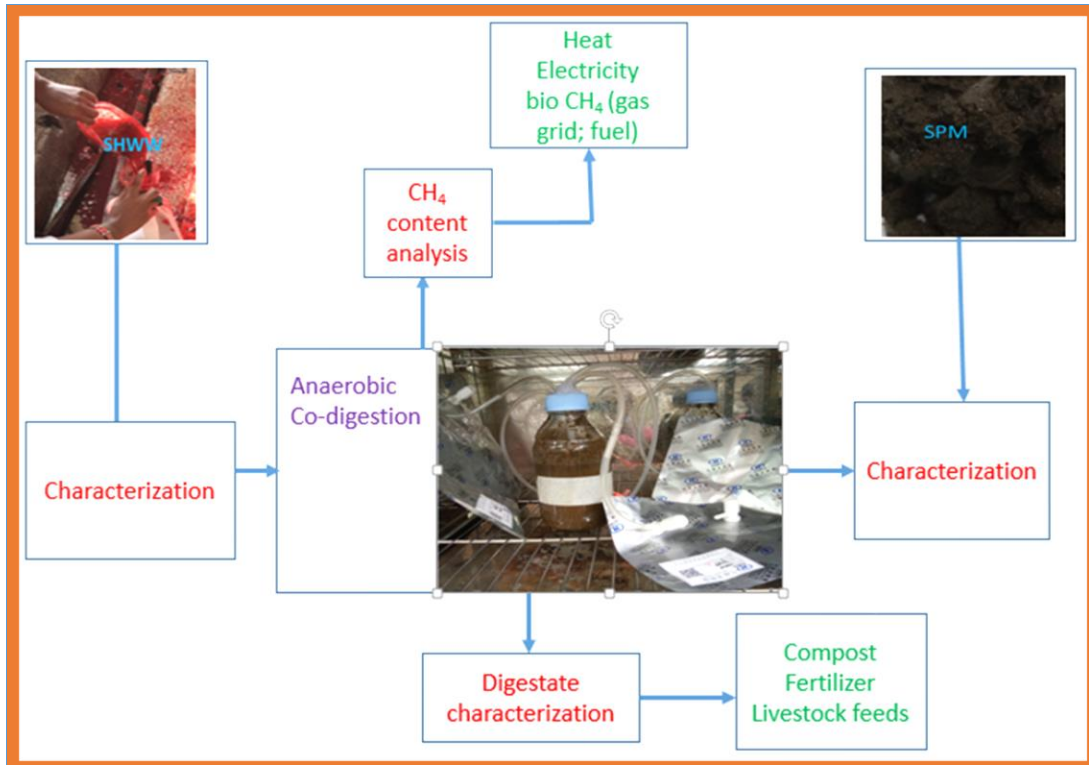 Heat
Electricity
bio CH₄ (gas
grid; fuel)
SHWW
SPM
CH₄
content
analysis
Anaerobic
Co-digestion
Characterization
Characterization
Digestate
characterization
Compost
Fertilizer
Livestock feeds